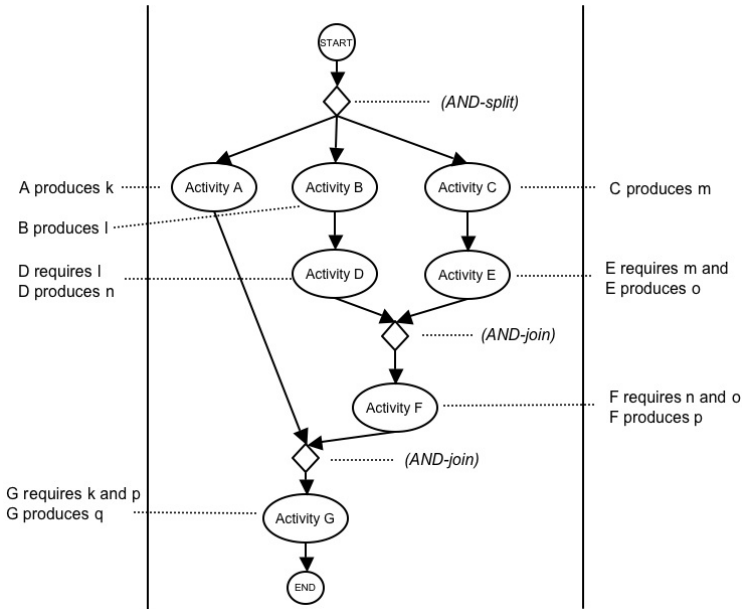 START
(AND-split)
A produces k
Activity A
Activity B
Activity C
C produces m
B produces l
D requires l
D produces n
Activity D
Activity E
E requires m and
E produces o
(AND-join)
Activity F
F requires n and o
F produces p
(AND-join)
G requires k and p
G produces q
Activity G
END